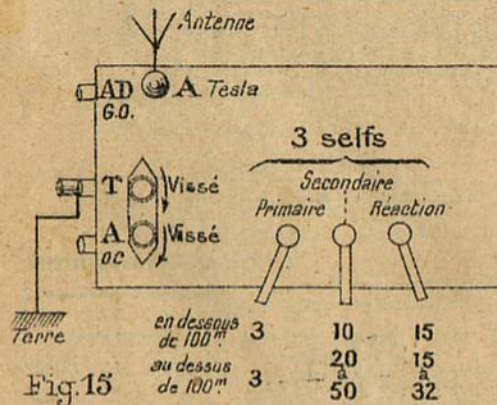 Antenne
AD A Tesla
G.O.
3 selfs
T Vissé
Secondaire
Primaire Réaction
A Vissé
OC
Terre
en dessous de 100m. 3 10 15
au dessus de 100m. 3 20 à 50 15 à 32
Fig.15